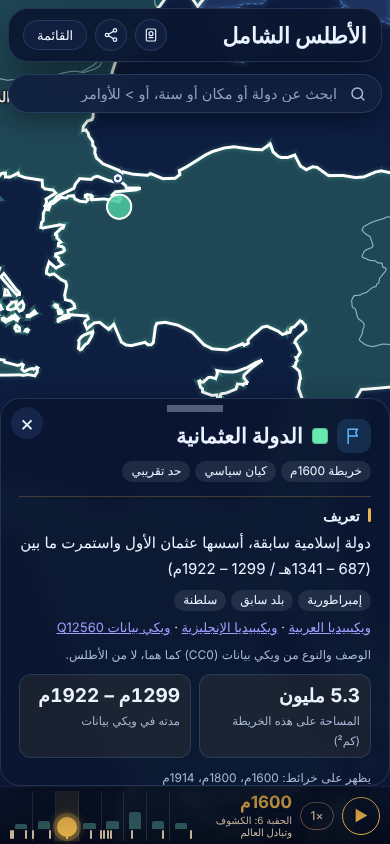 الأطلس الشامل
القائمة
ابحث عن دولة أو مكان أو سنة، أو > للأوامر
الدولة العثمانية
خريطة 1600م
كيان سياسي
حد تقريبي
تعريف
دولة إسلامية سابقة، أسسها عثمان الأول واستمرت ما بين
(687 – 1341هـ / 1299 – 1922م)
إمبراطورية
بلد سابق
سلطنة
ويكيبيديا العربية · ويكيبيديا الإنجليزية · ويكي بيانات Q12560
الوصف والنوع من ويكي بيانات (CC0) كما هما، لا من الأطلس.
5.3 مليون
المساحة على هذه الخريطة
(كم²)
1299م – 1922م
مدته في ويكي بيانات
يظهر على خرائط: 1600م، 1800م، 1914م
1×
1600م
الحقبة 6: الكشوف
وتبادل العالم